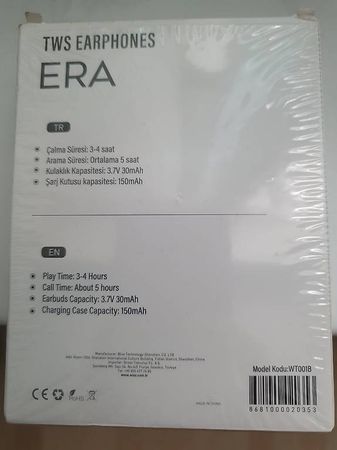 TWS EARPHONES
ERA
TR
Çalma Süresi: 3-4 saat
Arama Süresi: Ortalama 5 saat
Kulaklık Kapasitesi: 3.7V 30mAh
Şarj Kutusu kapasitesi: 150mAh
EN
Play Time: 3-4 Hours
Call Time: About 5 hours
Earbuds Capacity: 3.7V 30mAh
Charging Case Capacity: 150mAh
Model Kodu:WT001B
CE
RoHS
8681000020353